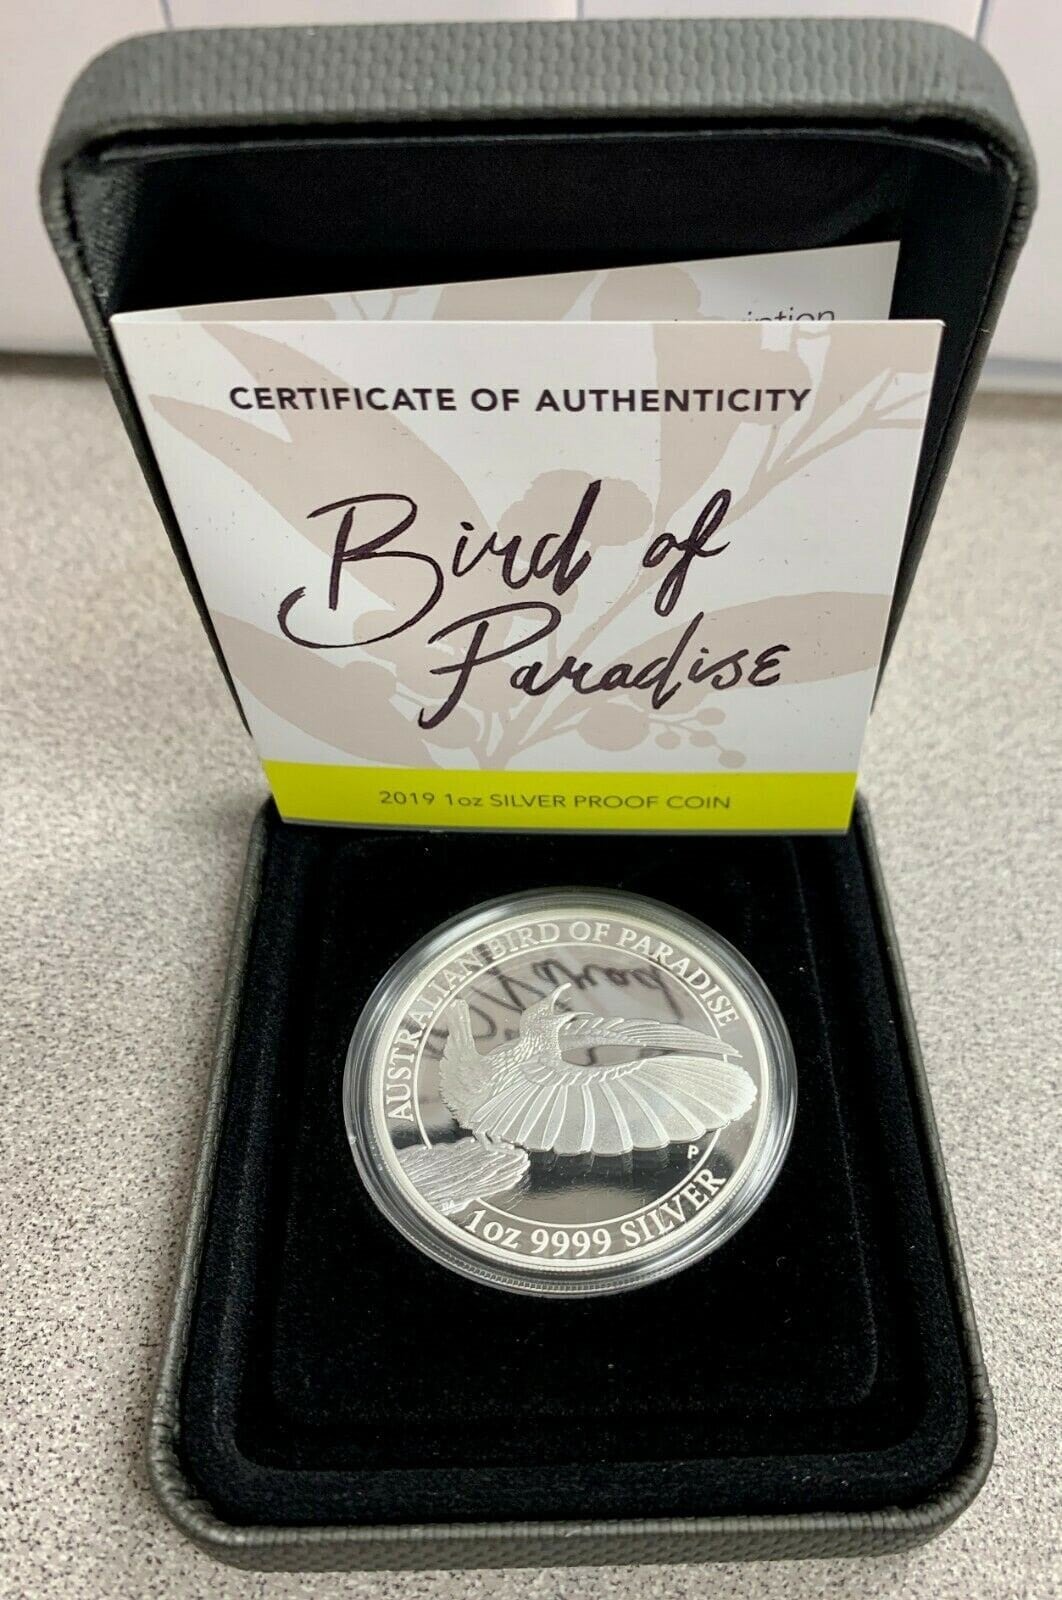 CERTIFICATE OF AUTHENTICITY
Bird of
Paradise
2019 1oz SILVER PROOF COIN
AUSTRALIAN BIRD OF PARADISE
P
1oz 9999 SILVER